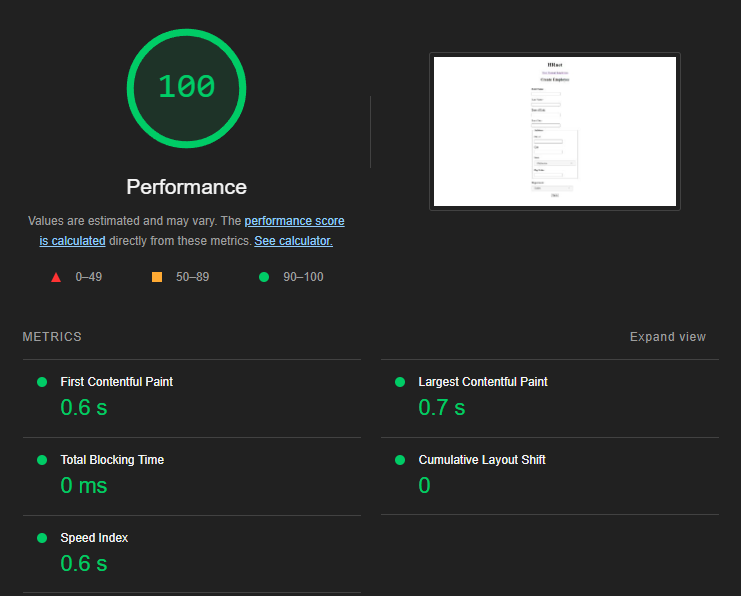 100
Performance
Values are estimated and may vary. The performance score
is calculated directly from these metrics. See calculator.
0–49
50–89
90–100
HRnet
Create Employee
METRICS
Expand view
First Contentful Paint
0.6 s
Largest Contentful Paint
0.7 s
Total Blocking Time
0 ms
Cumulative Layout Shift
0
Speed Index
0.6 s